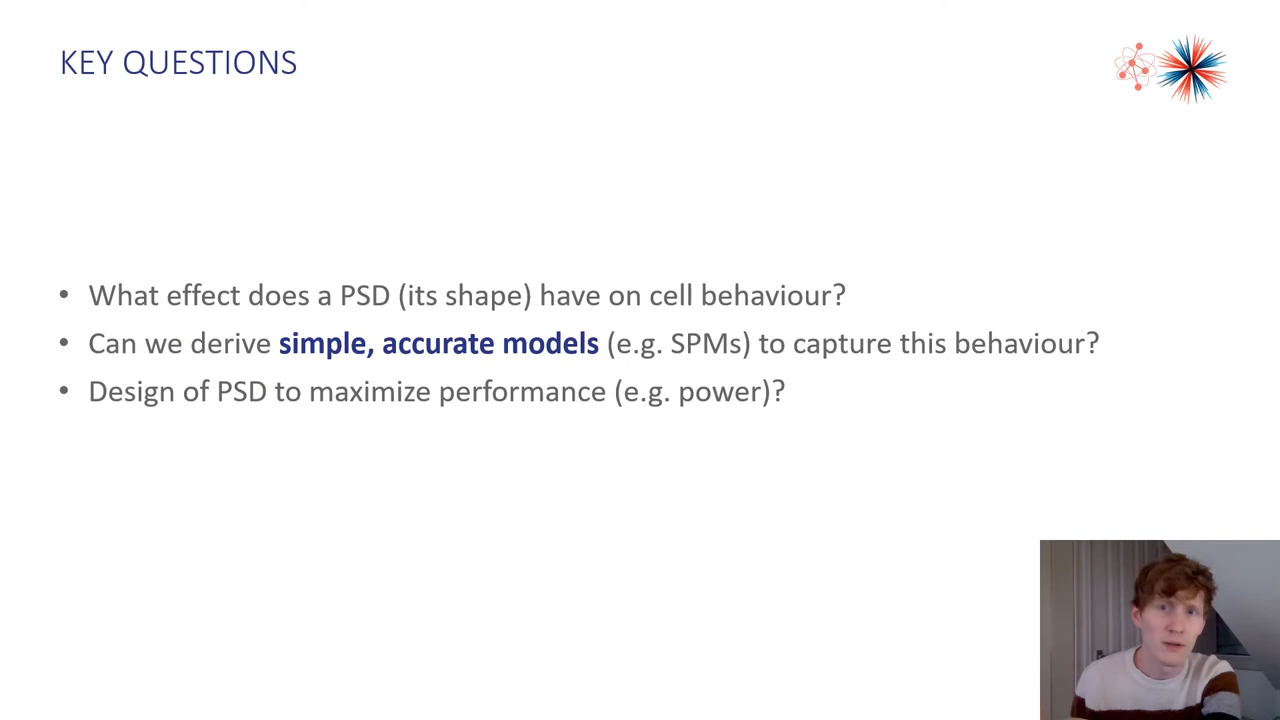 KEY QUESTIONS
• What effect does a PSD (its shape) have on cell behaviour?
• Can we derive simple, accurate models (e.g. SPMs) to capture this behaviour?
• Design of PSD to maximize performance (e.g. power)?